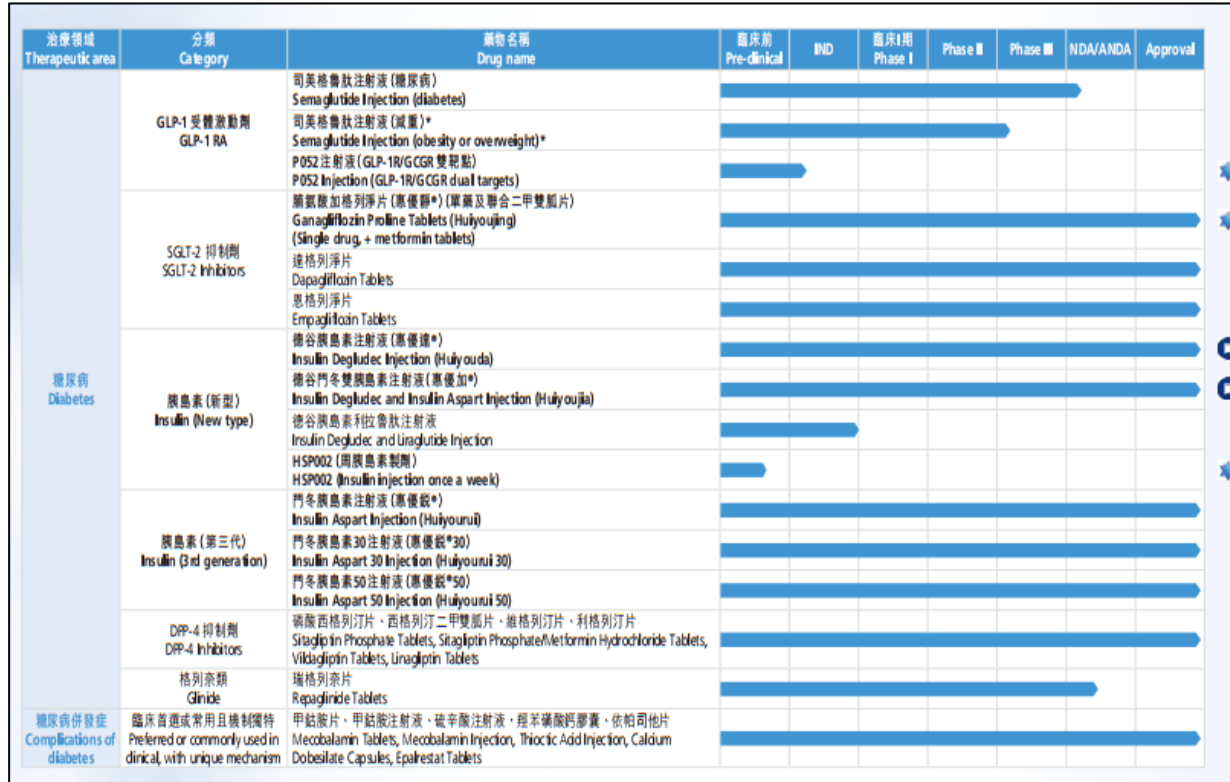 治療領域
Therapeutic area
分類
Category
藥物名稱
Drug name
臨床前
Pre-clinical
IND
臨床I期
Phase I
Phase II
Phase III
NDA/ANDA
Approval
糖尿病
Diabetes
GLP-1 受體激動劑
GLP-1 RA
司美格魯肽注射液(糖尿病)
Semaglutide Injection (diabetes)
司美格魯肽注射液(減重)*
Semaglutide Injection (obesity or overweight)*
P052注射液(GLP-1R/GCGR雙靶點)
P052 Injection (GLP-1R/GCGR dual targets)
SGLT-2 抑制劑
SGLT-2 Inhibitors
脯氨酸加格列淨片(惠優靜®)(單藥及聯合二甲雙胍片)
Ganagliflozin Proline Tablets (Huiyoujing)
(Single drug, + metformin tablets)
達格列淨片
Dapagliflozin Tablets
恩格列淨片
Empagliflozin Tablets
胰島素(新型)
Insulin (New type)
德谷胰島素注射液(惠優達®)
Insulin Degludec Injection (Huiyouda)
德谷門冬雙胰島素注射液(惠優加®)
Insulin Degludec and Insulin Aspart Injection (Huiyoujia)
德谷胰島素利拉魯肽注射液
Insulin Degludec and Liraglutide Injection
HSP002(周胰島素製劑)
HSP002 (Insulin injection once a week)
胰島素(第三代)
Insulin (3rd generation)
門冬胰島素注射液(惠優銳®)
Insulin Aspart Injection (Huiyourui)
門冬胰島素30注射液(惠優銳®30)
Insulin Aspart 30 Injection (Huiyourui 30)
門冬胰島素50注射液(惠優銳®50)
Insulin Aspart 50 Injection (Huiyourui 50)
DPP-4 抑制劑
DPP-4 Inhibitors
磷酸西格列汀片、西格列汀二甲雙胍片、維格列汀片、利格列汀片
Sitagliptin Phosphate Tablets, Sitagliptin Phosphate/Metformin Hydrochloride Tablets,
Vildagliptin Tablets, Linagliptin Tablets
格列奈類
Glinide
瑞格列奈片
Repaglinide Tablets
糖尿病併發症
Complications of
diabetes
臨床首選或常用且機制獨特
Preferred or commonly used in
clinical, with unique mechanism
甲鈷胺片、甲鈷胺注射液、硫辛酸注射液、羥苯磺酸鈣膠囊、依帕司他片
Mecobalamin Tablets, Mecobalamin Injection, Thioctic Acid Injection, Calcium
Dobesilate Capsules, Epalrestat Tablets